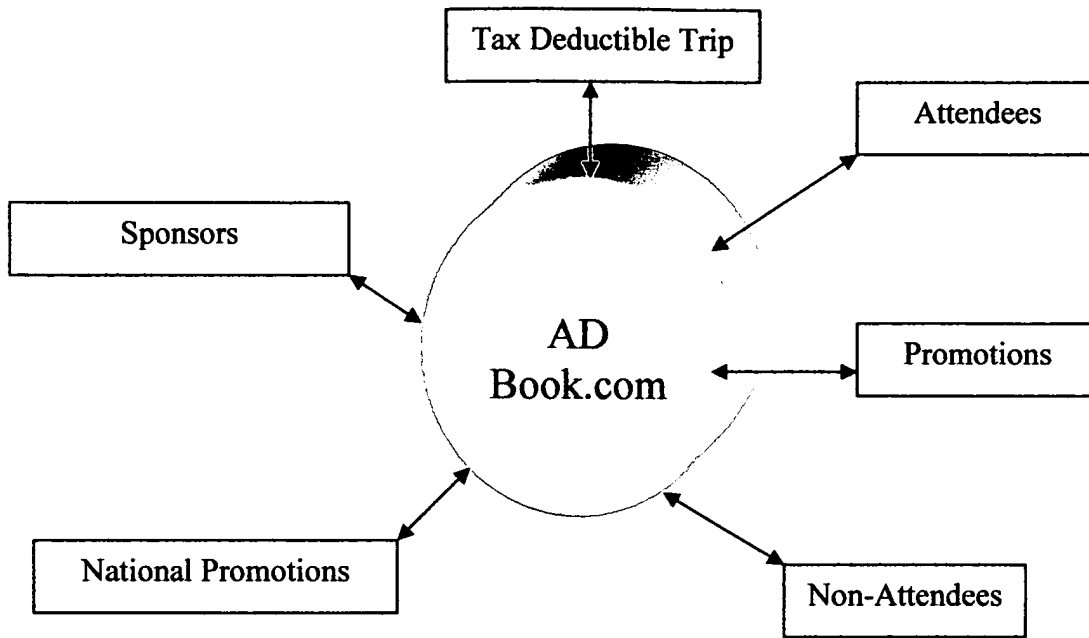 Tax Deductible Trip
Attendees
Sponsors
AD
Book.com
Promotions
National Promotions
Non-Attendees